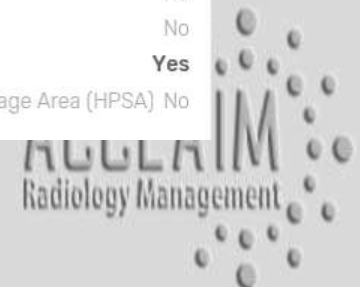 No
Yes
age Area (HPSA) No
ACCLAIM
Radiology Management